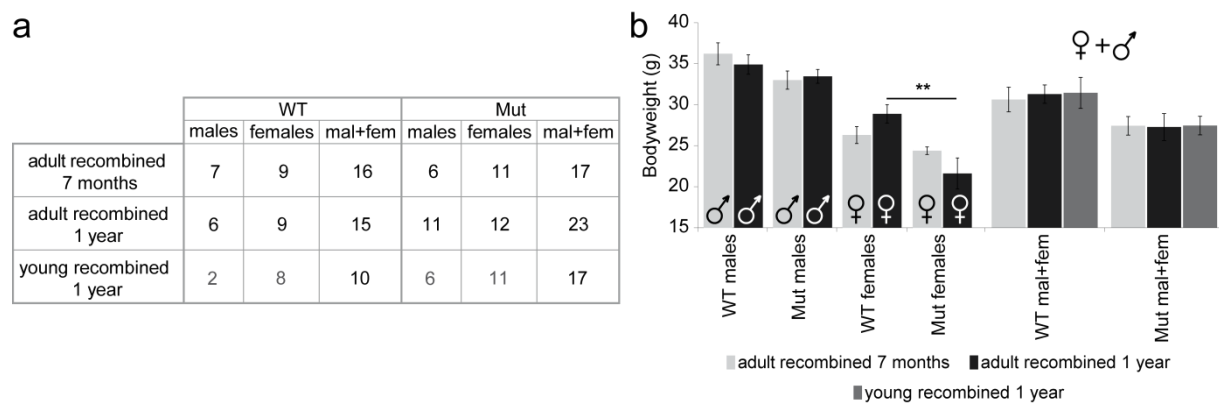 a
WT Mut
males females mal+fem males females mal+fem
adult recombined
7 months
7 9 16 6 11 17
adult recombined
1 year
6 9 15 11 12 23
young recombined
1 year
2 8 10 6 11 17
b
♀+♂
Bodyweight (g)
40
35
30
25
20
15
**
♂ ♂ ♂ ♂ ♀ ♀ ♀ ♀
WT males
Mut males
WT females
Mut females
WT mal+fem
Mut mal+fem
adult recombined 7 months
adult recombined 1 year
young recombined 1 year